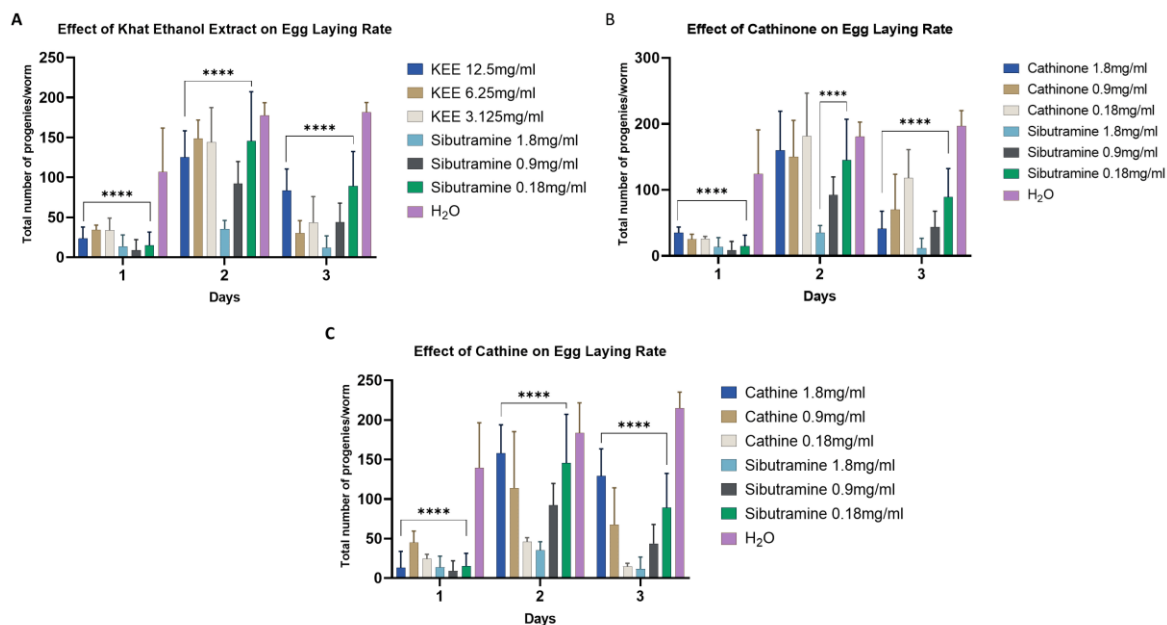 A
Effect of Khat Ethanol Extract on Egg Laying Rate
Total number of progenies/worm
250
200
150
100
50
0
****
****
****
1
2
3
Days
KEE 12.5mg/ml
KEE 6.25mg/ml
KEE 3.125mg/ml
Sibutramine 1.8mg/ml
Sibutramine 0.9mg/ml
Sibutramine 0.18mg/ml
H₂O
B
Effect of Cathinone on Egg Laying Rate
Total number of progenies/worm
300
200
100
0
****
****
****
1
2
3
Days
Cathinone 1.8mg/ml
Cathinone 0.9mg/ml
Cathinone 0.18mg/ml
Sibutramine 1.8mg/ml
Sibutramine 0.9mg/ml
Sibutramine 0.18mg/ml
H₂O
C
Effect of Cathine on Egg Laying Rate
Total number of progenies/worm
250
200
150
100
50
0
****
****
****
1
2
3
Days
Cathine 1.8mg/ml
Cathine 0.9mg/ml
Cathine 0.18mg/ml
Sibutramine 1.8mg/ml
Sibutramine 0.9mg/ml
Sibutramine 0.18mg/ml
H₂O